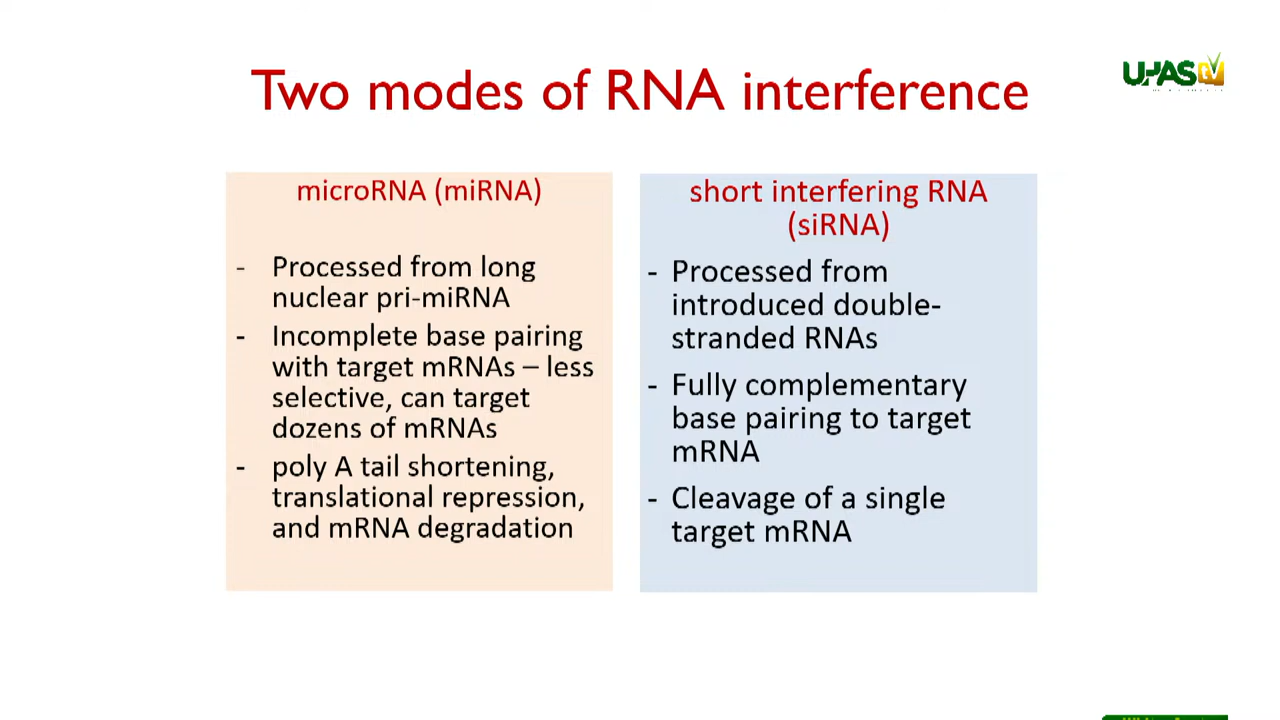 Two modes of RNA interference
UPAS TV
microRNA (miRNA)
- Processed from long
nuclear pri-miRNA
- Incomplete base pairing
with target mRNAs – less
selective, can target
dozens of mRNAs
- poly A tail shortening,
translational repression,
and mRNA degradation
short interfering RNA
(siRNA)
- Processed from
introduced double-
stranded RNAs
- Fully complementary
base pairing to target
mRNA
- Cleavage of a single
target mRNA